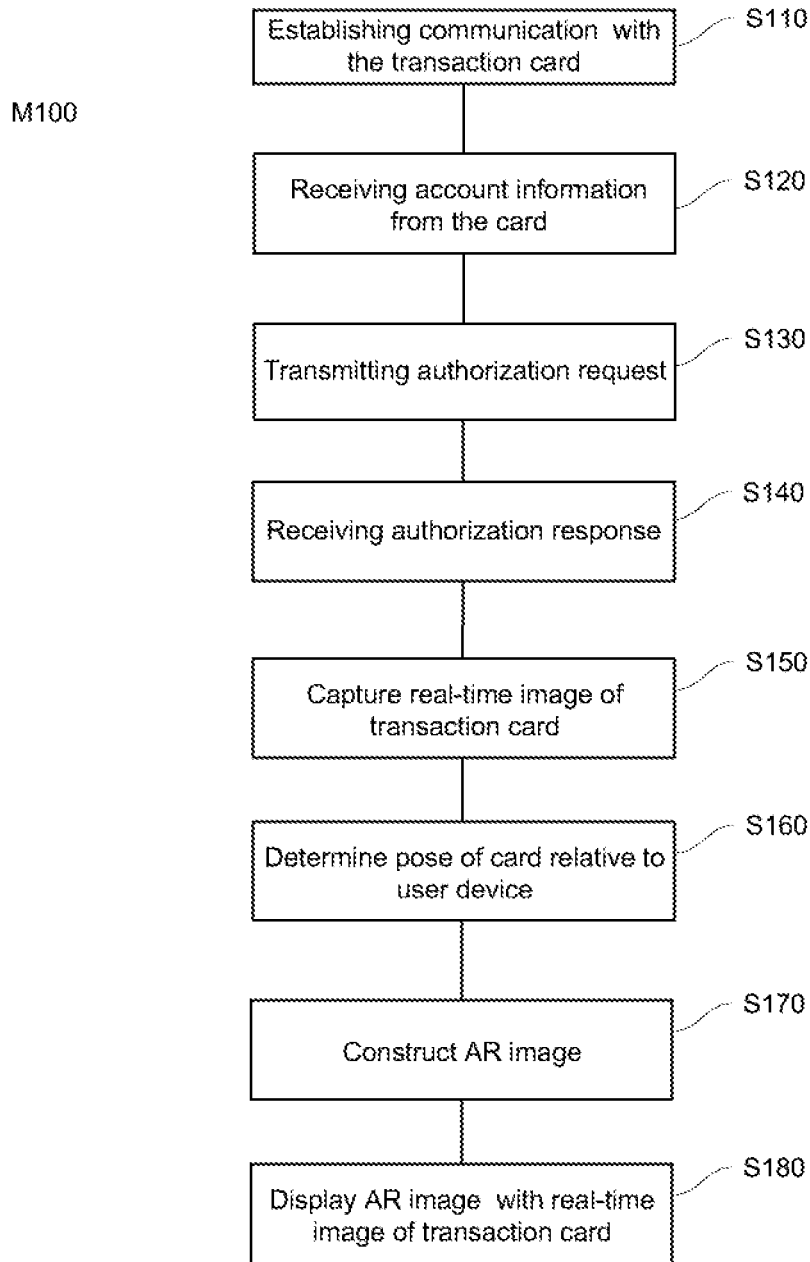 S110
Establishing communication with
the transaction card
M100
S120
Receiving account information
from the card
S130
Transmitting authorization request
S140
Receiving authorization response
S150
Capture real-time image of
transaction card
S160
Determine pose of card relative to
user device
S170
Construct AR image
S180
Display AR image with real-time
image of transaction card